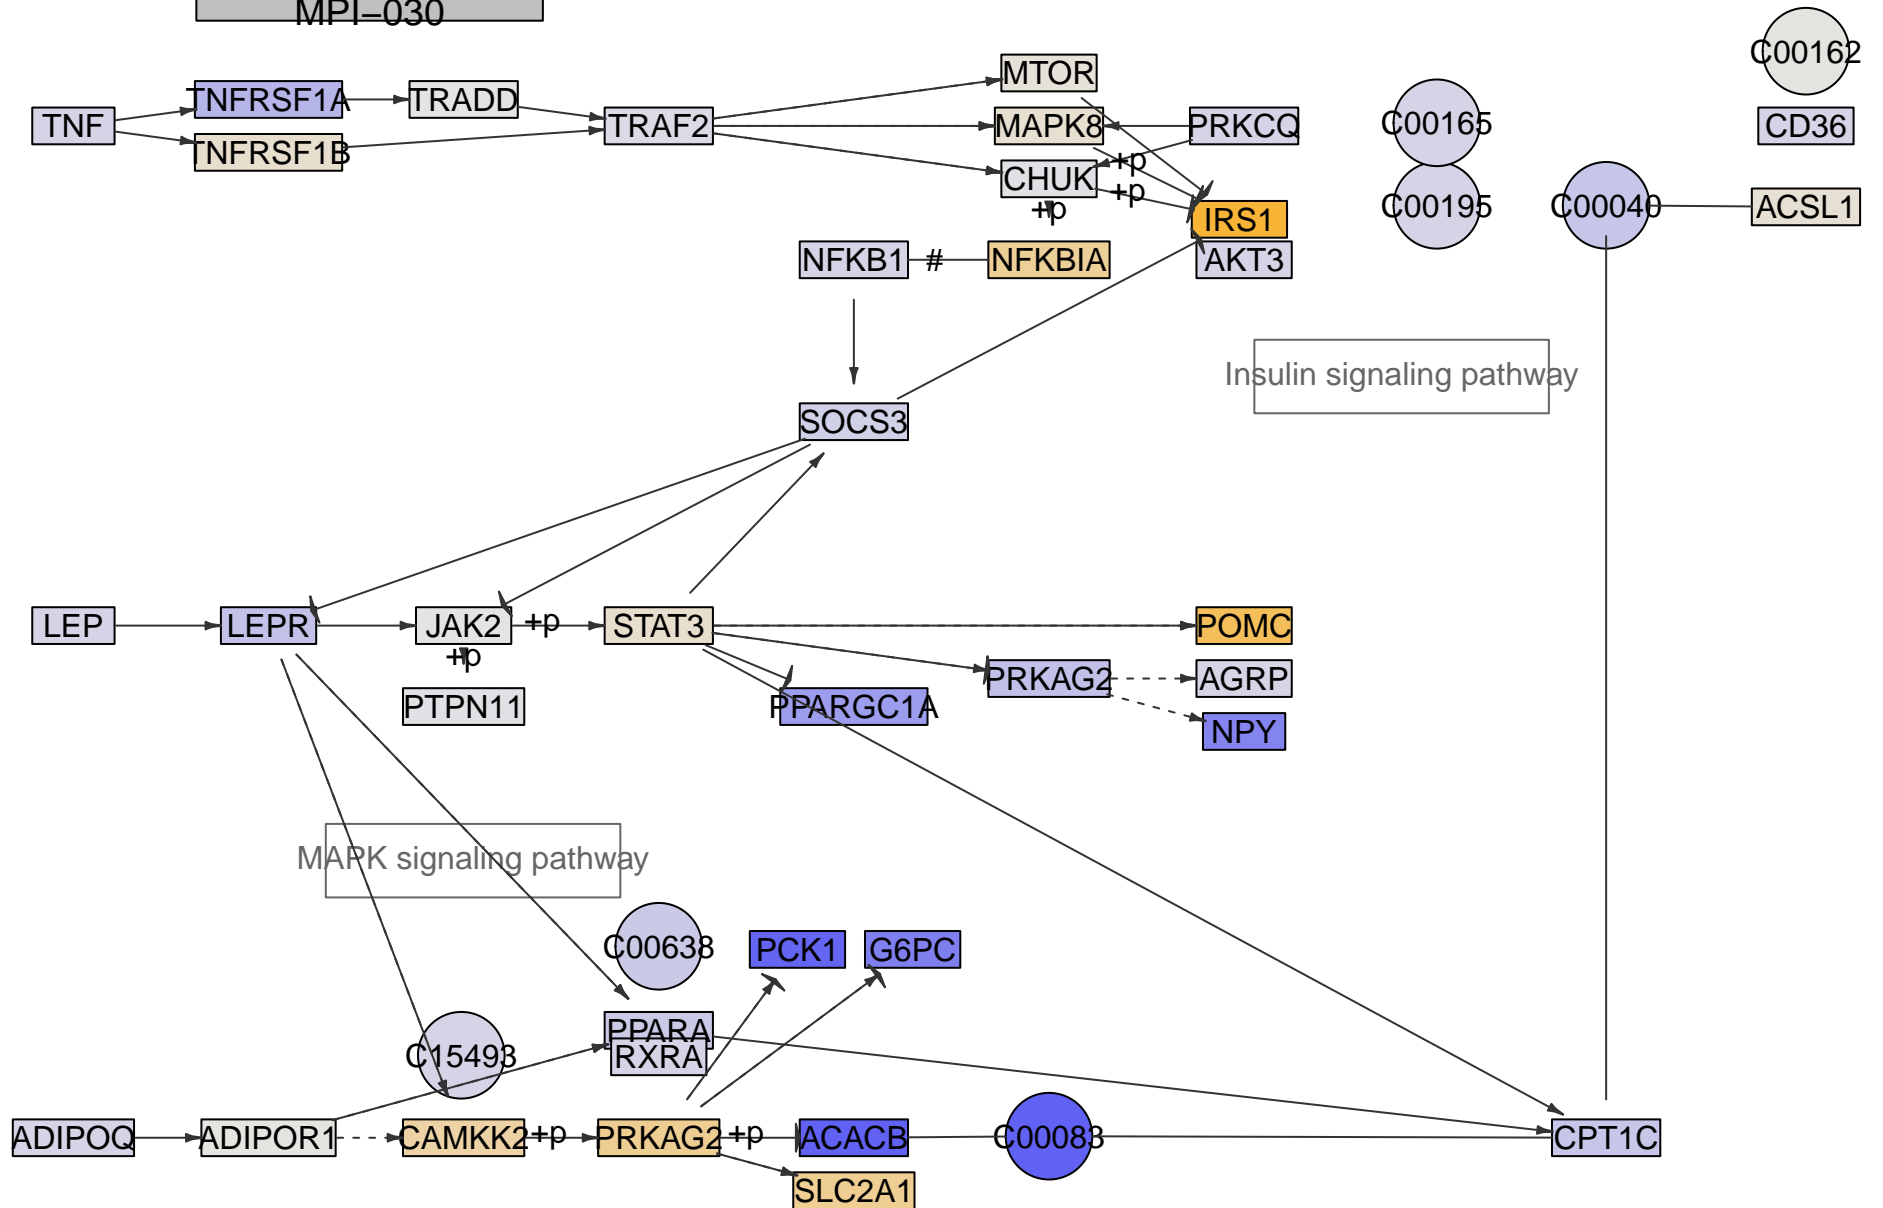 MPI−030
C00162
MTOR
TNF
TNFRSF1A
TRADD
TRAF2
MAPK8
PRKCQ
C00165
CD36
TNFRSF1B
+p
CHUK
+p
+p
IRS1
C00195
C00040
ACSL1
NFKB1
#
NFKBIA
AKT3
Insulin signaling pathway
SOCS3
LEP
LEPR
JAK2
+p
STAT3
POMC
+p
PRKAG2
AGRP
PTPN11
PPARGC1A
NPY
MAPK signaling pathway
C00638
PCK1
G6PC
PPARA
C15493
RXRA
ADIPOQ
ADIPOR1
CAMKK2
+p
PRKAG2
+p
ACACB
C00083
CPT1C
SLC2A1